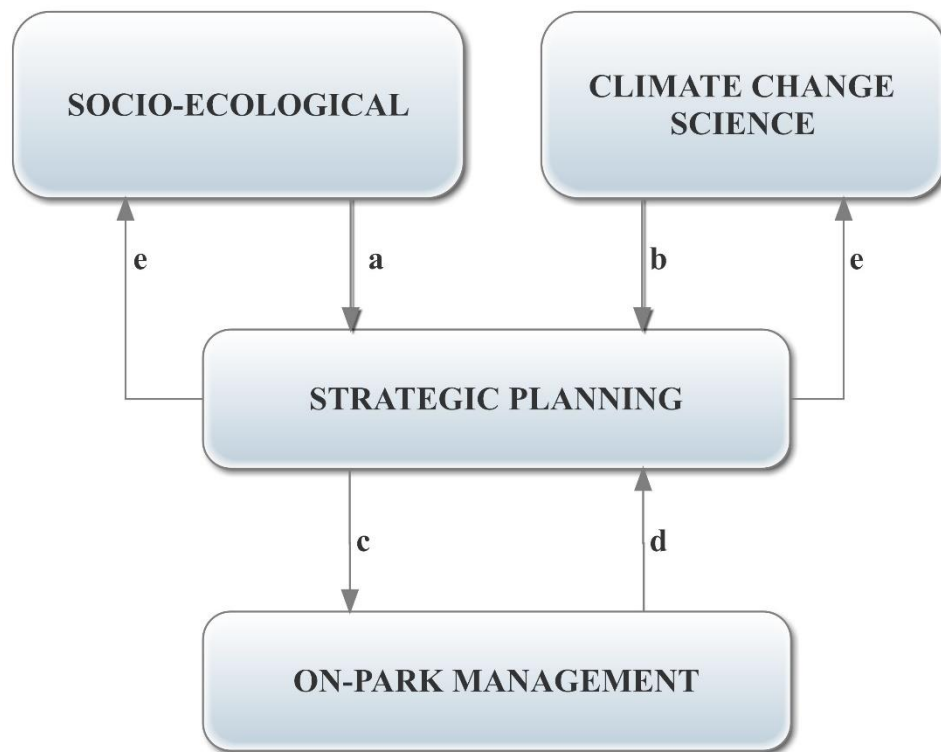 SOCIO-ECOLOGICAL
CLIMATE CHANGE
SCIENCE
e
a
b
e
STRATEGIC PLANNING
c
d
ON-PARK MANAGEMENT